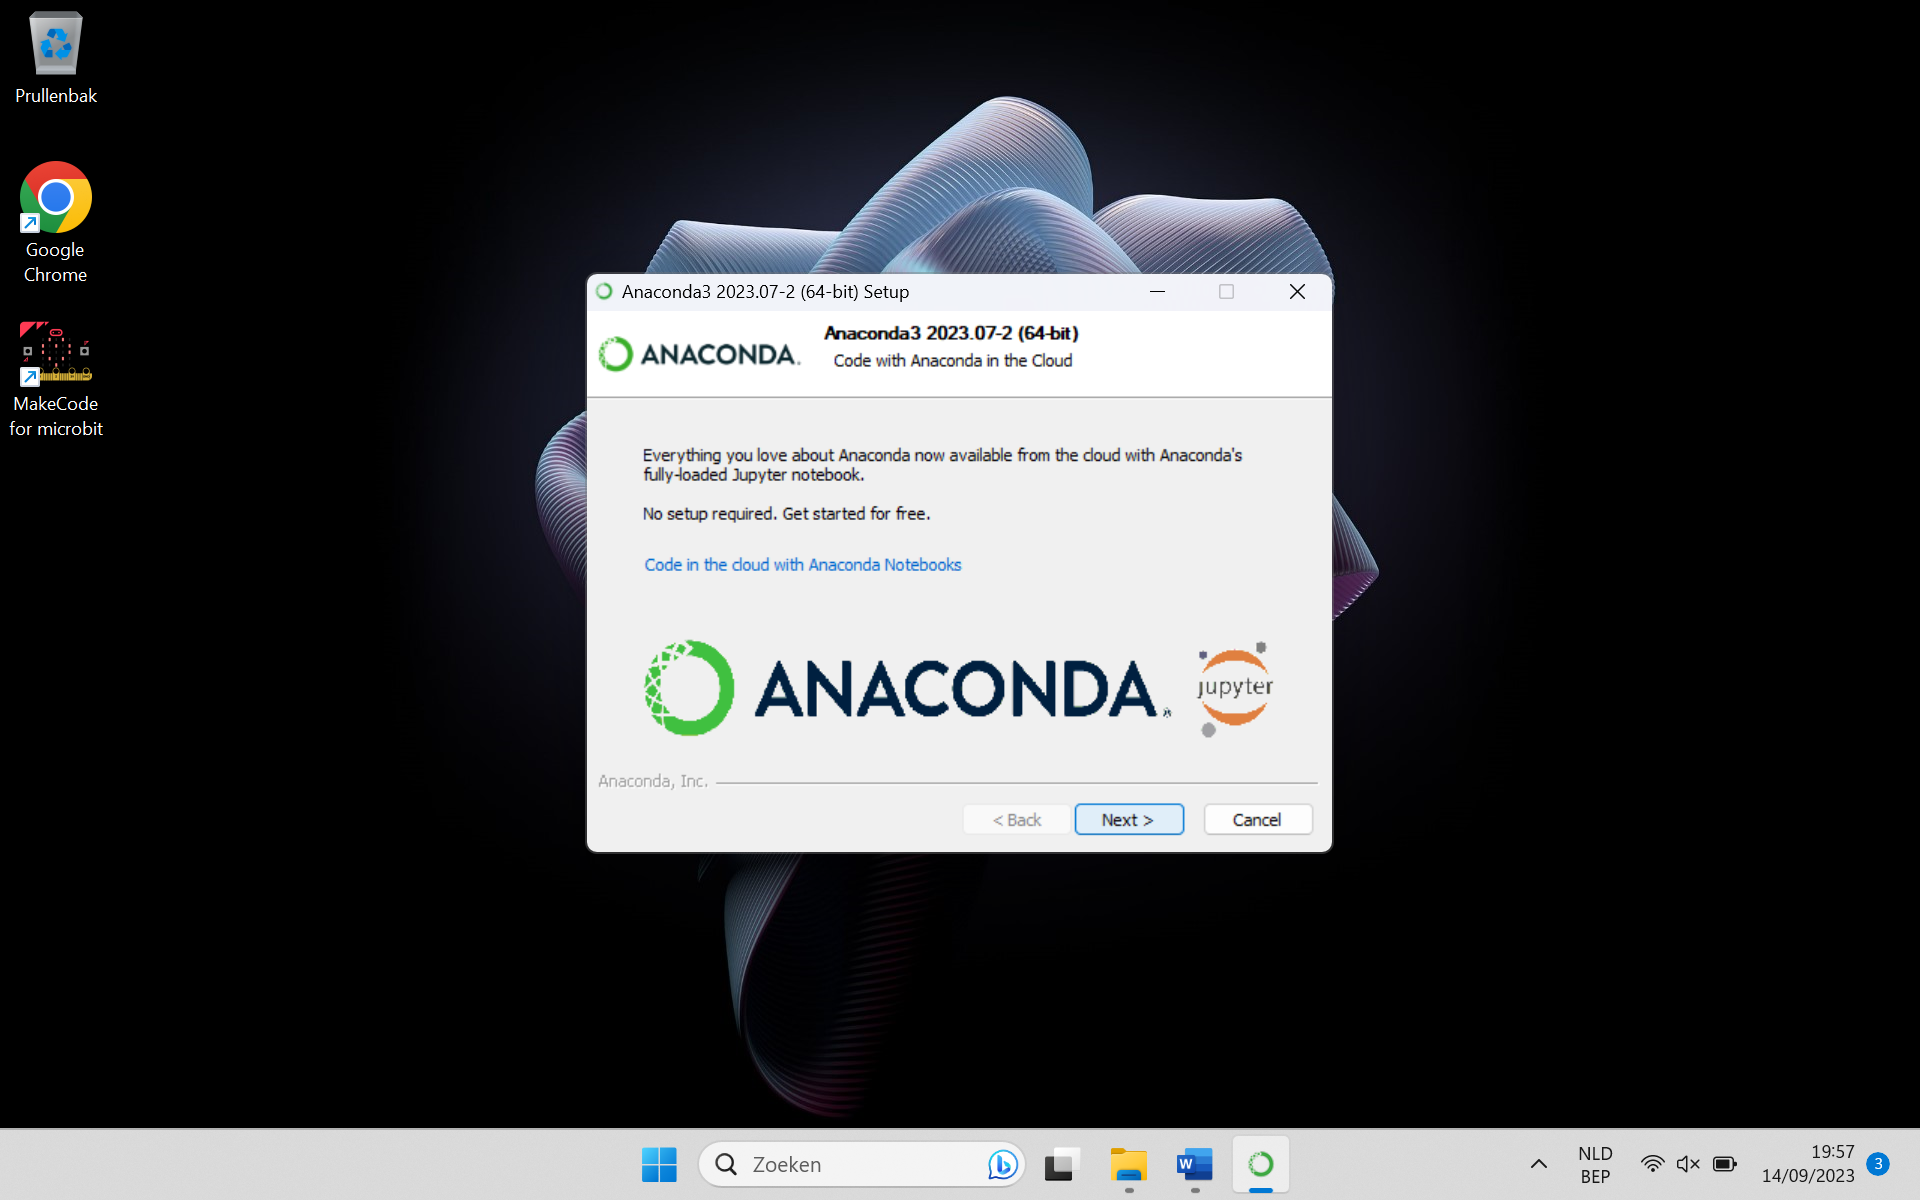 Prullenbak
Google
Chrome
MakeCode
for microbit
Anaconda3 2023.07-2 (64-bit) Setup
ANACONDA.
Anaconda3 2023.07-2 (64-bit)
Code with Anaconda in the Cloud
Everything you love about Anaconda now available from the cloud with Anaconda's
fully-loaded Jupyter notebook.
No setup required. Get started for free.
Code in the cloud with Anaconda Notebooks
ANACONDA.
jupyter
Anaconda, Inc.
< Back
Next >
Cancel
Zoeken
W
NLD
BEP
19:57
14/09/2023
3